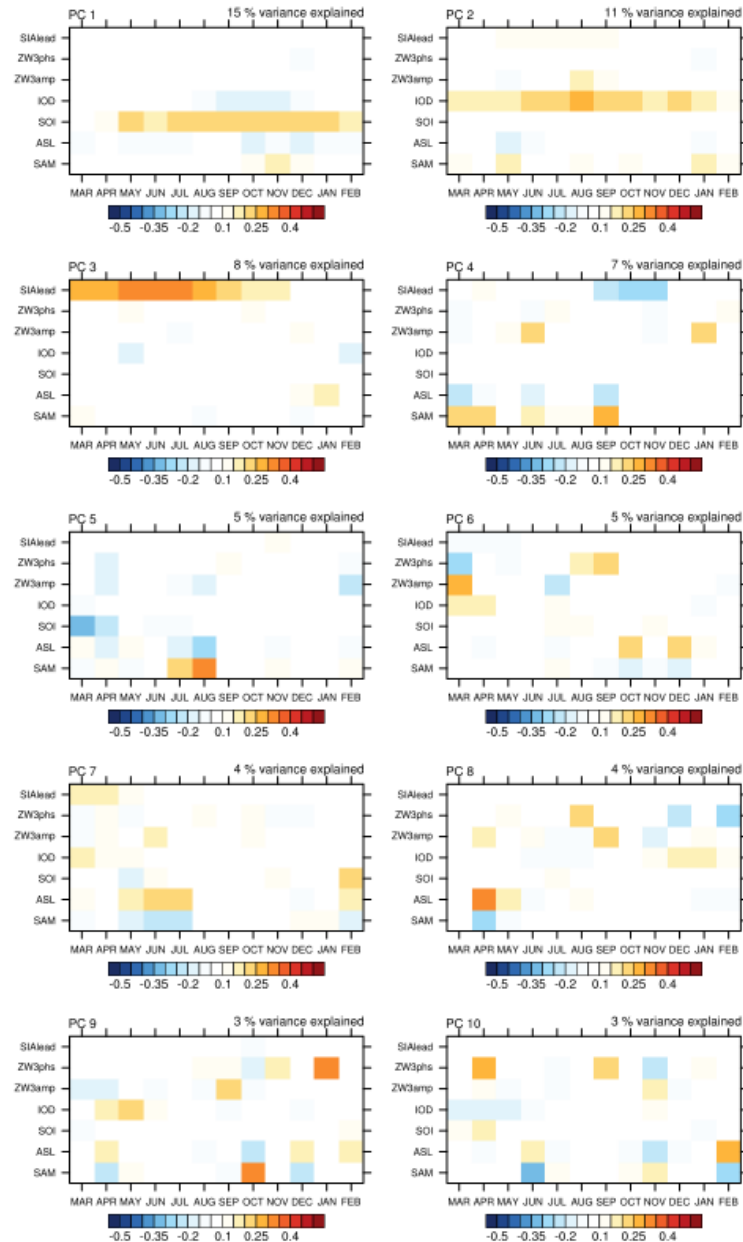 PC 1 15 % variance explained
SIAlead
ZW3phs
ZW3amp
IOD
SOI
ASL
SAM
MAR APR MAY JUN JUL AUG SEP OCT NOV DEC JAN FEB
-0.5 -0.35 -0.2 0.1 0.25 0.4
PC 2 11 % variance explained
SIAlead
ZW3phs
ZW3amp
IOD
SOI
ASL
SAM
MAR APR MAY JUN JUL AUG SEP OCT NOV DEC JAN FEB
-0.5 -0.35 -0.2 0.1 0.25 0.4
PC 3 8 % variance explained
SIAlead
ZW3phs
ZW3amp
IOD
SOI
ASL
SAM
MAR APR MAY JUN JUL AUG SEP OCT NOV DEC JAN FEB
-0.5 -0.35 -0.2 0.1 0.25 0.4
PC 4 7 % variance explained
SIAlead
ZW3phs
ZW3amp
IOD
SOI
ASL
SAM
MAR APR MAY JUN JUL AUG SEP OCT NOV DEC JAN FEB
-0.5 -0.35 -0.2 0.1 0.25 0.4
PC 5 5 % variance explained
SIAlead
ZW3phs
ZW3amp
IOD
SOI
ASL
SAM
MAR APR MAY JUN JUL AUG SEP OCT NOV DEC JAN FEB
-0.5 -0.35 -0.2 0.1 0.25 0.4
PC 6 5 % variance explained
SIAlead
ZW3phs
ZW3amp
IOD
SOI
ASL
SAM
MAR APR MAY JUN JUL AUG SEP OCT NOV DEC JAN FEB
-0.5 -0.35 -0.2 0.1 0.25 0.4
PC 7 4 % variance explained
SIAlead
ZW3phs
ZW3amp
IOD
SOI
ASL
SAM
MAR APR MAY JUN JUL AUG SEP OCT NOV DEC JAN FEB
-0.5 -0.35 -0.2 0.1 0.25 0.4
PC 8 4 % variance explained
SIAlead
ZW3phs
ZW3amp
IOD
SOI
ASL
SAM
MAR APR MAY JUN JUL AUG SEP OCT NOV DEC JAN FEB
-0.5 -0.35 -0.2 0.1 0.25 0.4
PC 9 3 % variance explained
SIAlead
ZW3phs
ZW3amp
IOD
SOI
ASL
SAM
MAR APR MAY JUN JUL AUG SEP OCT NOV DEC JAN FEB
-0.5 -0.35 -0.2 0.1 0.25 0.4
PC 10 3 % variance explained
SIAlead
ZW3phs
ZW3amp
IOD
SOI
ASL
SAM
MAR APR MAY JUN JUL AUG SEP OCT NOV DEC JAN FEB
-0.5 -0.35 -0.2 0.1 0.25 0.4